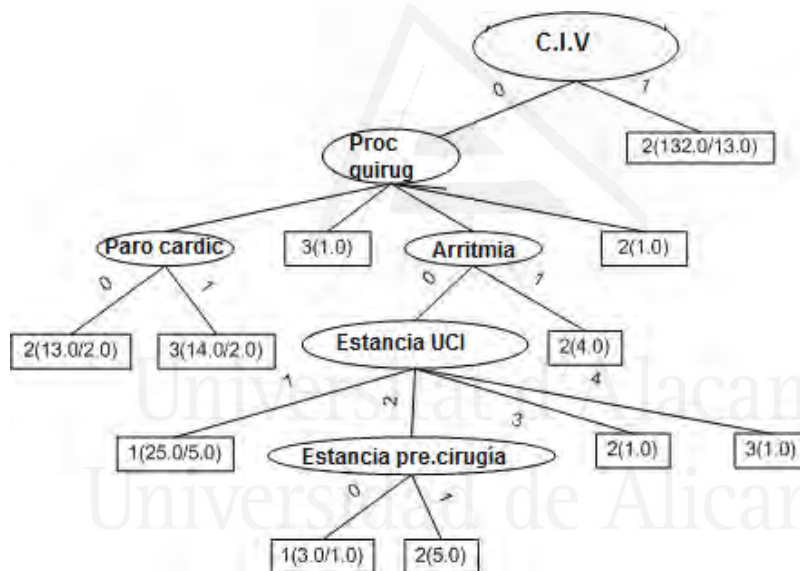 C.I.V
0
1
Proc
quirug
2(132.0/13.0)
Paro cardic
3(1.0)
Arritmia
2(1.0)
0
1
0
1
2(13.0/2.0)
3(14.0/2.0)
Estancia UCI
2(4.0)
1
2
3
4
1(25.0/5.0)
Estancia pre.cirugía
2(1.0)
3(1.0)
0
1
1(3.0/1.0)
2(5.0)
Universitat d'Alacan
Universidad de Alican